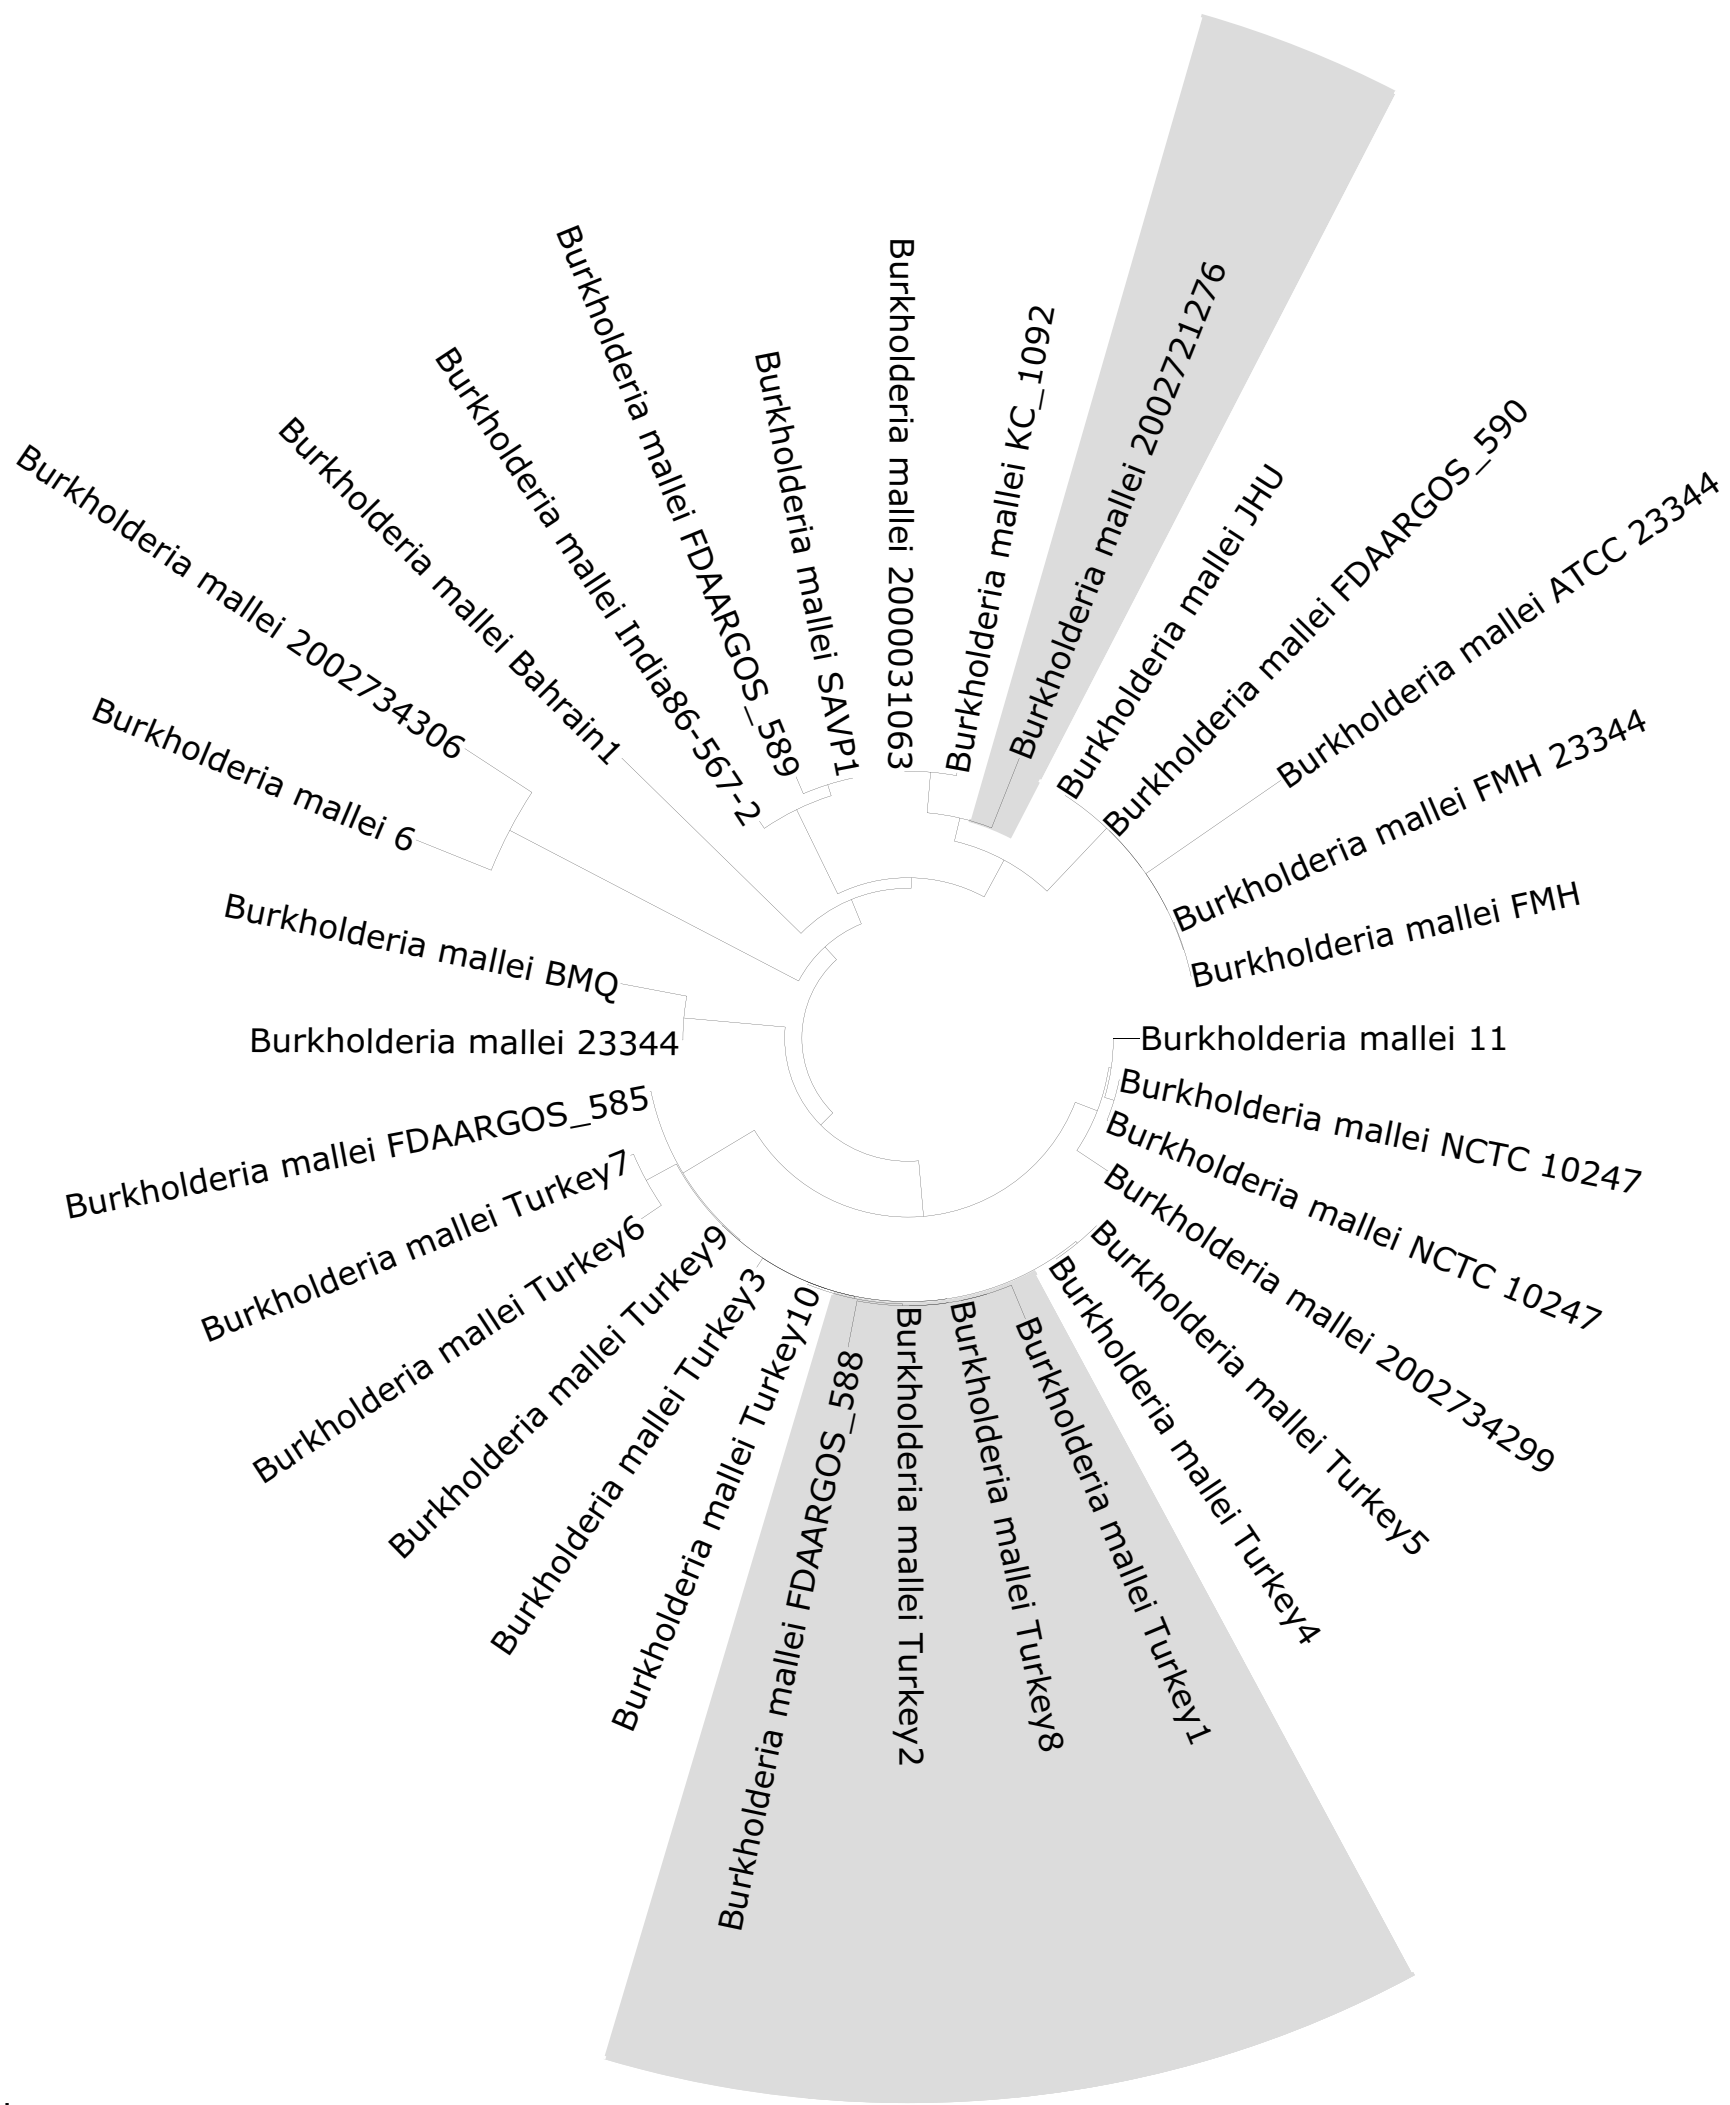 Burkholderia mallei 2000031063
Burkholderia mallei KC_1092
Burkholderia mallei 2002721276
Burkholderia mallei JHU
Burkholderia mallei FDAARGOS_590
Burkholderia mallei ATCC 23344
Burkholderia mallei FMH 23344
Burkholderia mallei FMH
Burkholderia mallei 11
Burkholderia mallei NCTC 10247
Burkholderia mallei NCTC 10247
Burkholderia mallei 2002734299
Burkholderia mallei Turkey5
Burkholderia mallei Turkey4
Burkholderia mallei Turkey1
Burkholderia mallei Turkey8
Burkholderia mallei Turkey2
Burkholderia mallei FDAARGOS_588
Burkholderia mallei Turkey10
Burkholderia mallei Turkey3
Burkholderia mallei Turkey9
Burkholderia mallei Turkey6
Burkholderia mallei Turkey7
Burkholderia mallei FDAARGOS_585
Burkholderia mallei 23344
Burkholderia mallei BMQ
Burkholderia mallei 6
Burkholderia mallei 2002734306
Burkholderia mallei Bahrain1
Burkholderia mallei India86-567-2
Burkholderia mallei FDAARGOS_589
Burkholderia mallei SAVP1